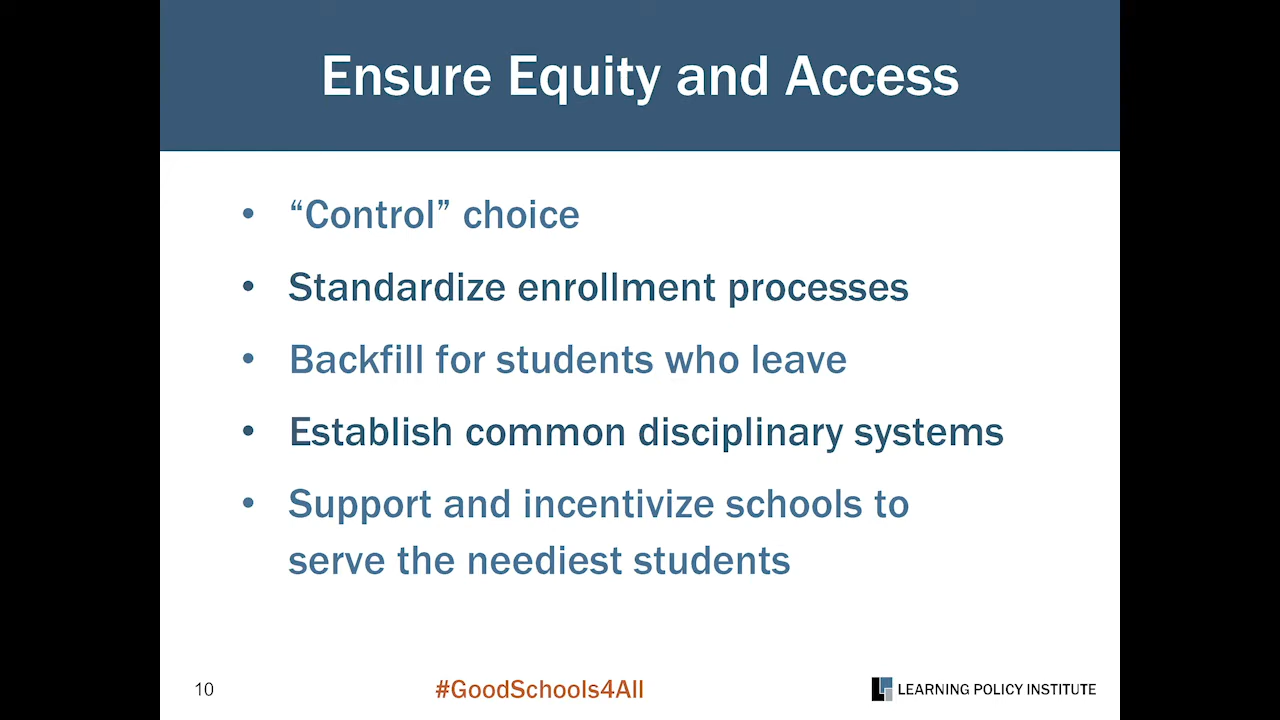 Ensure Equity and Access
• “Control” choice
• Standardize enrollment processes
• Backfill for students who leave
• Establish common disciplinary systems
• Support and incentivize schools to
serve the neediest students
10
#GoodSchools4All
LEARNING POLICY INSTITUTE